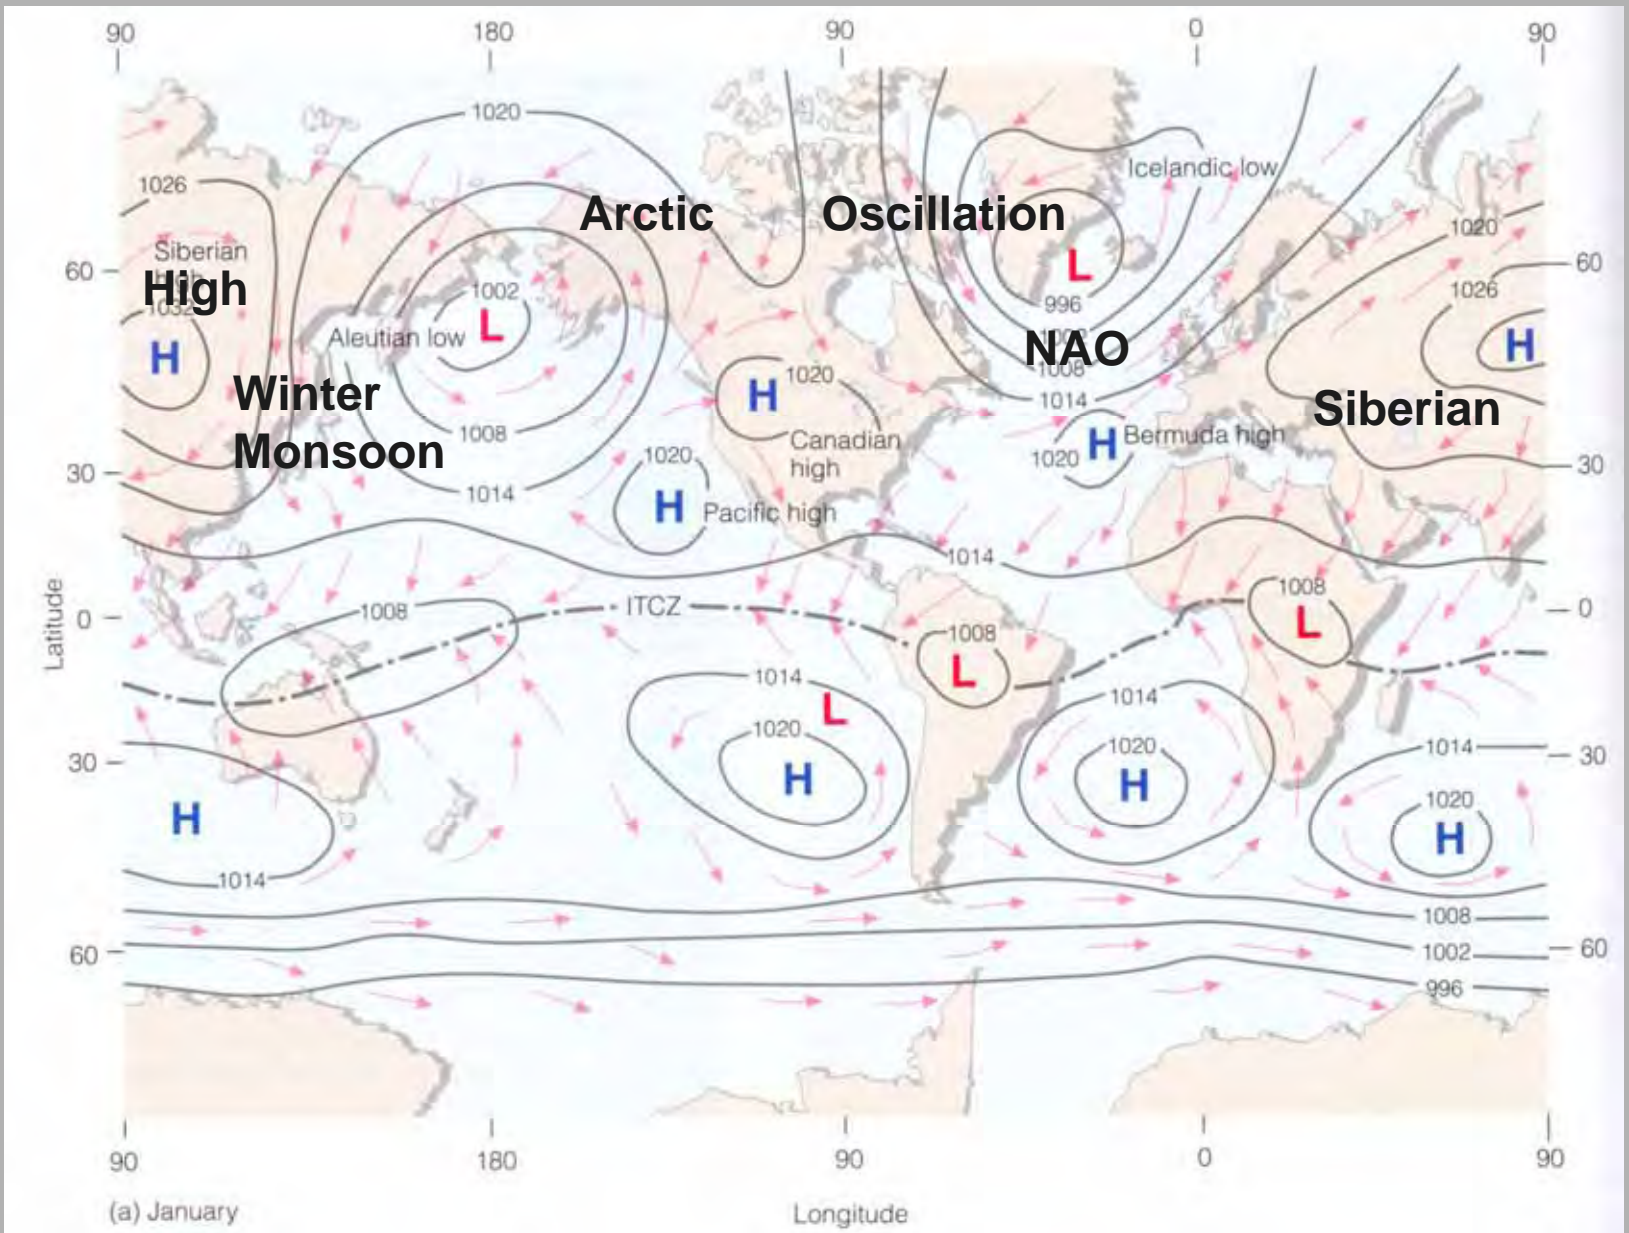 90 180 90 0 90
1020
Icelandic low
1026
Arctic Oscillation
1020
Siberian
High
60 60
L
1002
996
1026
1032
Aleutian low L
NAO
H
H
1008
1020
H
Winter
1014
Siberian
Monsoon
1008
Canadian
high
H Bermuda high
1020
1020
30 30
1014
H Pacific high
1014
1008
1008
ITCZ
0 0
L
Latitude
1008
L
1014
1014
L
1020
1020
1014
30 30
H
H
1020
H
H
1014
1008
1002
60 60
996
90 180 90 0 90
(a) January
Longitude